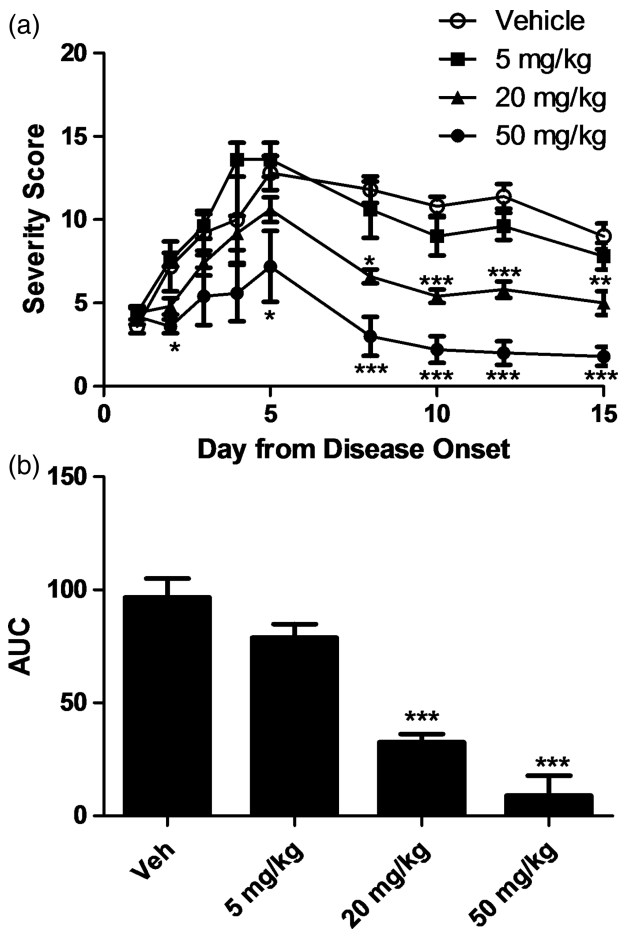 (a)
Vehicle
5 mg/kg
20 mg/kg
50 mg/kg
Severity Score
20
15
10
5
0
* *** *** **
* * *** *** *** ***
0 5 10 15
Day from Disease Onset
(b)
AUC
150
100
50
0
*** ***
Veh 5 mg/kg 20 mg/kg 50 mg/kg